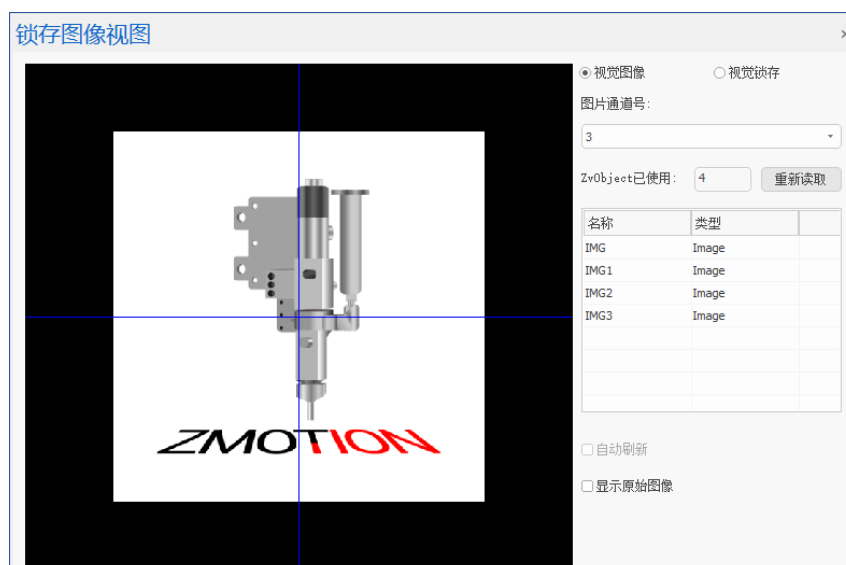 锁存图像视图
视觉图像 视觉锁存
图片通道号:
3
ZvObject已使用: 4 重新读取
名称 类型
IMG Image
IMG1 Image
IMG2 Image
IMG3 Image
自动刷新
显示原始图像
ZMOTION